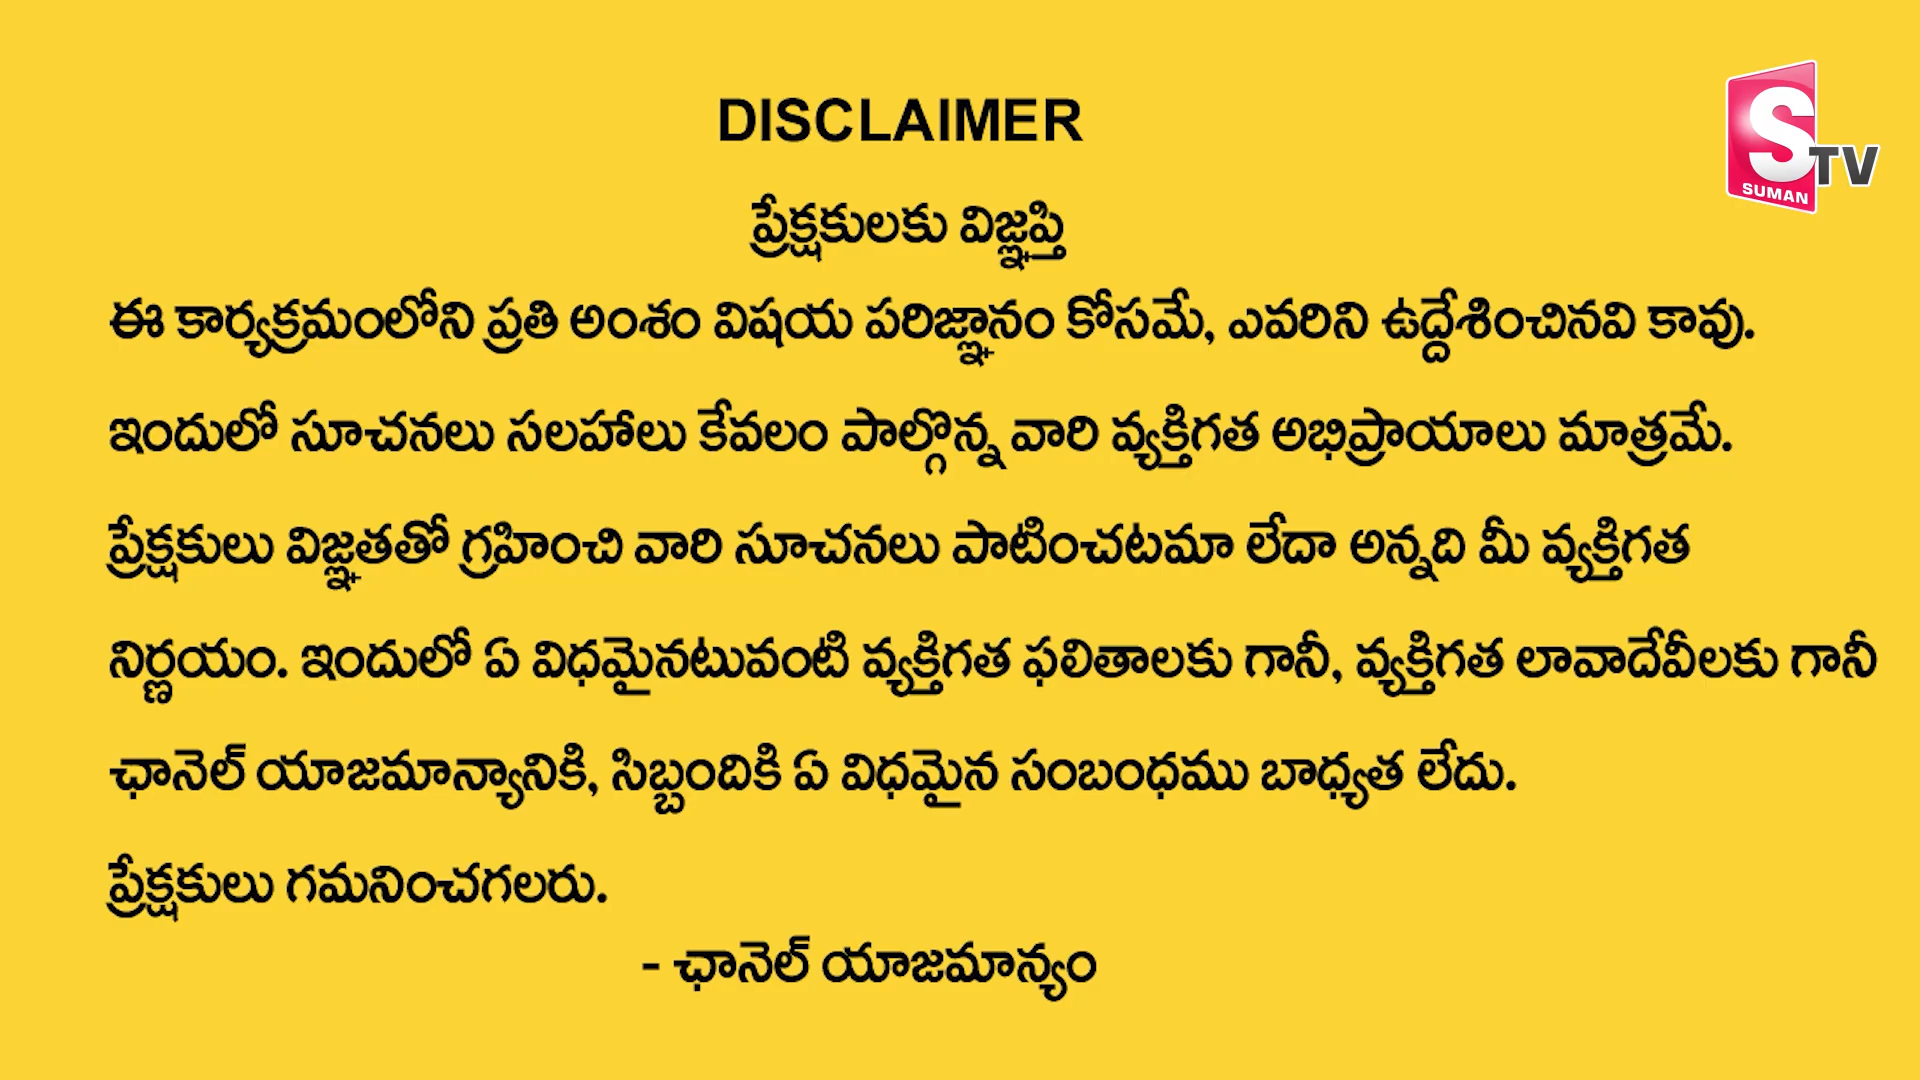 DISCLAIMER
S TV
SUMAN
ప్రేక్షకులకు విజ్ఞప్తి
ఈ కార్యక్రమంలోని ప్రతి అంశం విషయ పరిజ్ఞానం కోసమే, ఎవరిని ఉద్దేశించినవి కావు.
ఇందులో సూచనలు సలహాలు కేవలం పాల్గొన్న వారి వ్యక్తిగత అభిప్రాయాలు మాత్రమే.
ప్రేక్షకులు విజ్ఞతతో గ్రహించి వారి సూచనలు పాటించటమా లేదా అన్నది మీ వ్యక్తిగత
నిర్ణయం. ఇందులో ఏ విధమైనటువంటి వ్యక్తిగత ఫలితాలకు గానీ, వ్యక్తిగత లావాదేవీలకు గానీ
ఛానెల్ యాజమాన్యానికి, సిబ్బందికి ఏ విధమైన సంబంధము బాధ్యత లేదు.
ప్రేక్షకులు గమనించగలరు.
- ఛానెల్ యాజమాన్యం